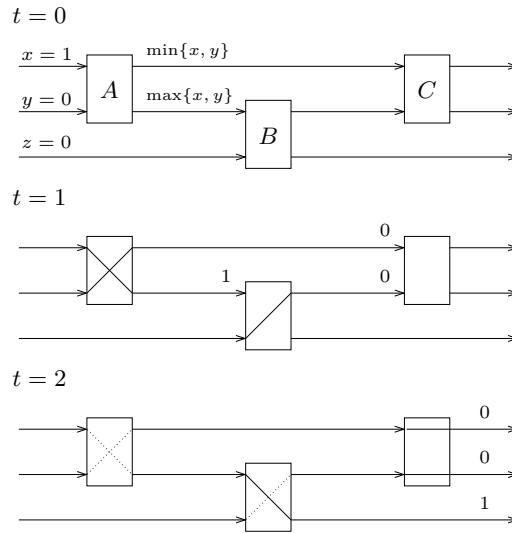 t = 0
x = 1 min{x, y}
A C
y = 0 max{x, y}
B
z = 0
t = 1
0
1 0
t = 2
0
0
1